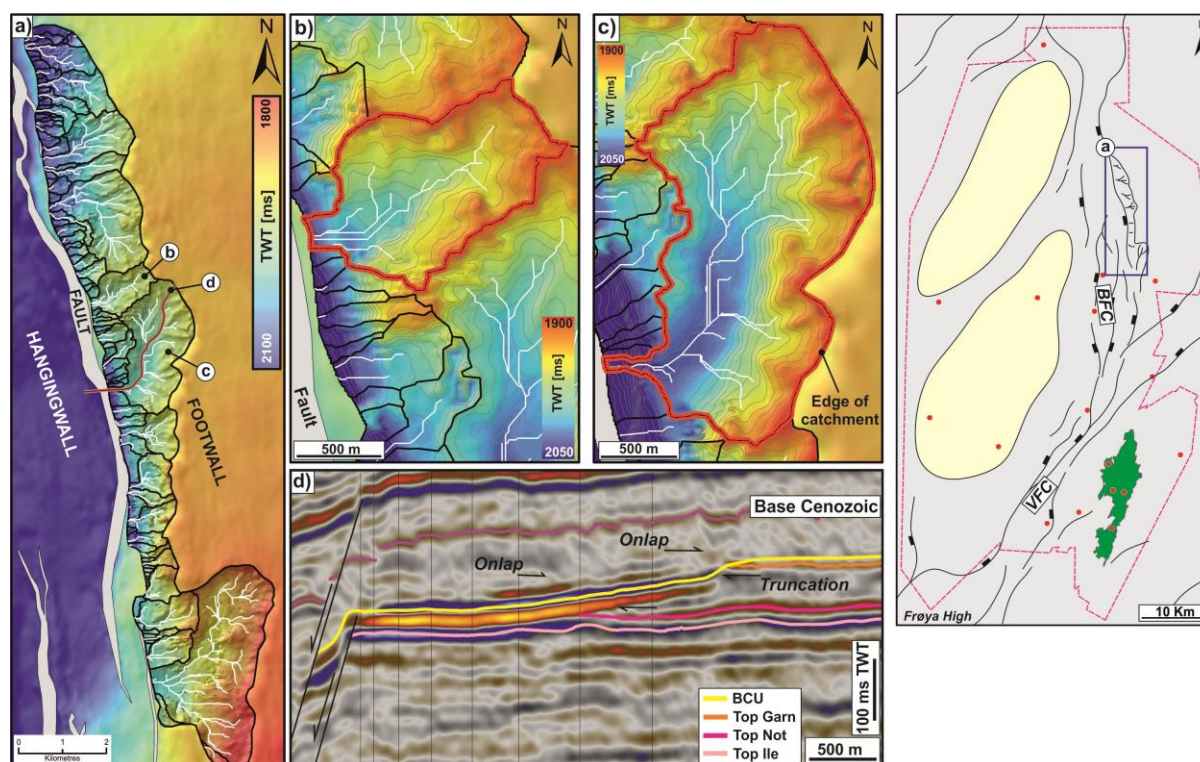 a)
N
1800
TWT [ms]
2100
FAULT
HANGINGWALL
FOOTWALL
b
d
c
0 1 2
Kilometres
b)
N
Fault
500 m
1900
TWT [ms]
2050
c)
1900
TWT [ms]
2050
N
Edge of
catchment
500 m
d)
Base Cenozoic
Onlap
Onlap
Truncation
BCU
Top Garn
Top Not
Top Ile
100 ms TWT
500 m
a
BFC
VFC
Frøya High
10 Km